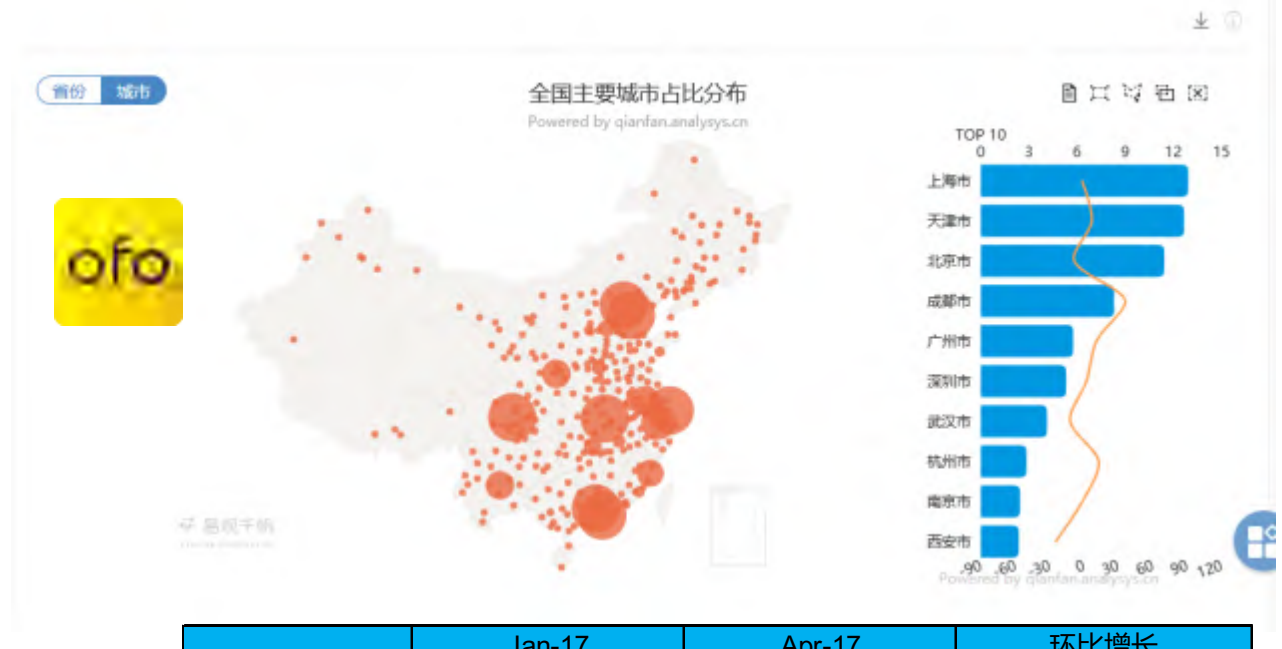 省份 城市
全国主要城市占比分布
Powered by qianfan.analysys.cn
ofo
TOP 10
0 3 6 9 12 15
上海市
天津市
北京市
成都市
广州市
深圳市
武汉市
杭州市
南京市
西安市
-90 -60 -30 0 30 60 90 120
Powered by qianfan.analysys.cn
易观千帆
Jan-17 Apr-17 环比增长